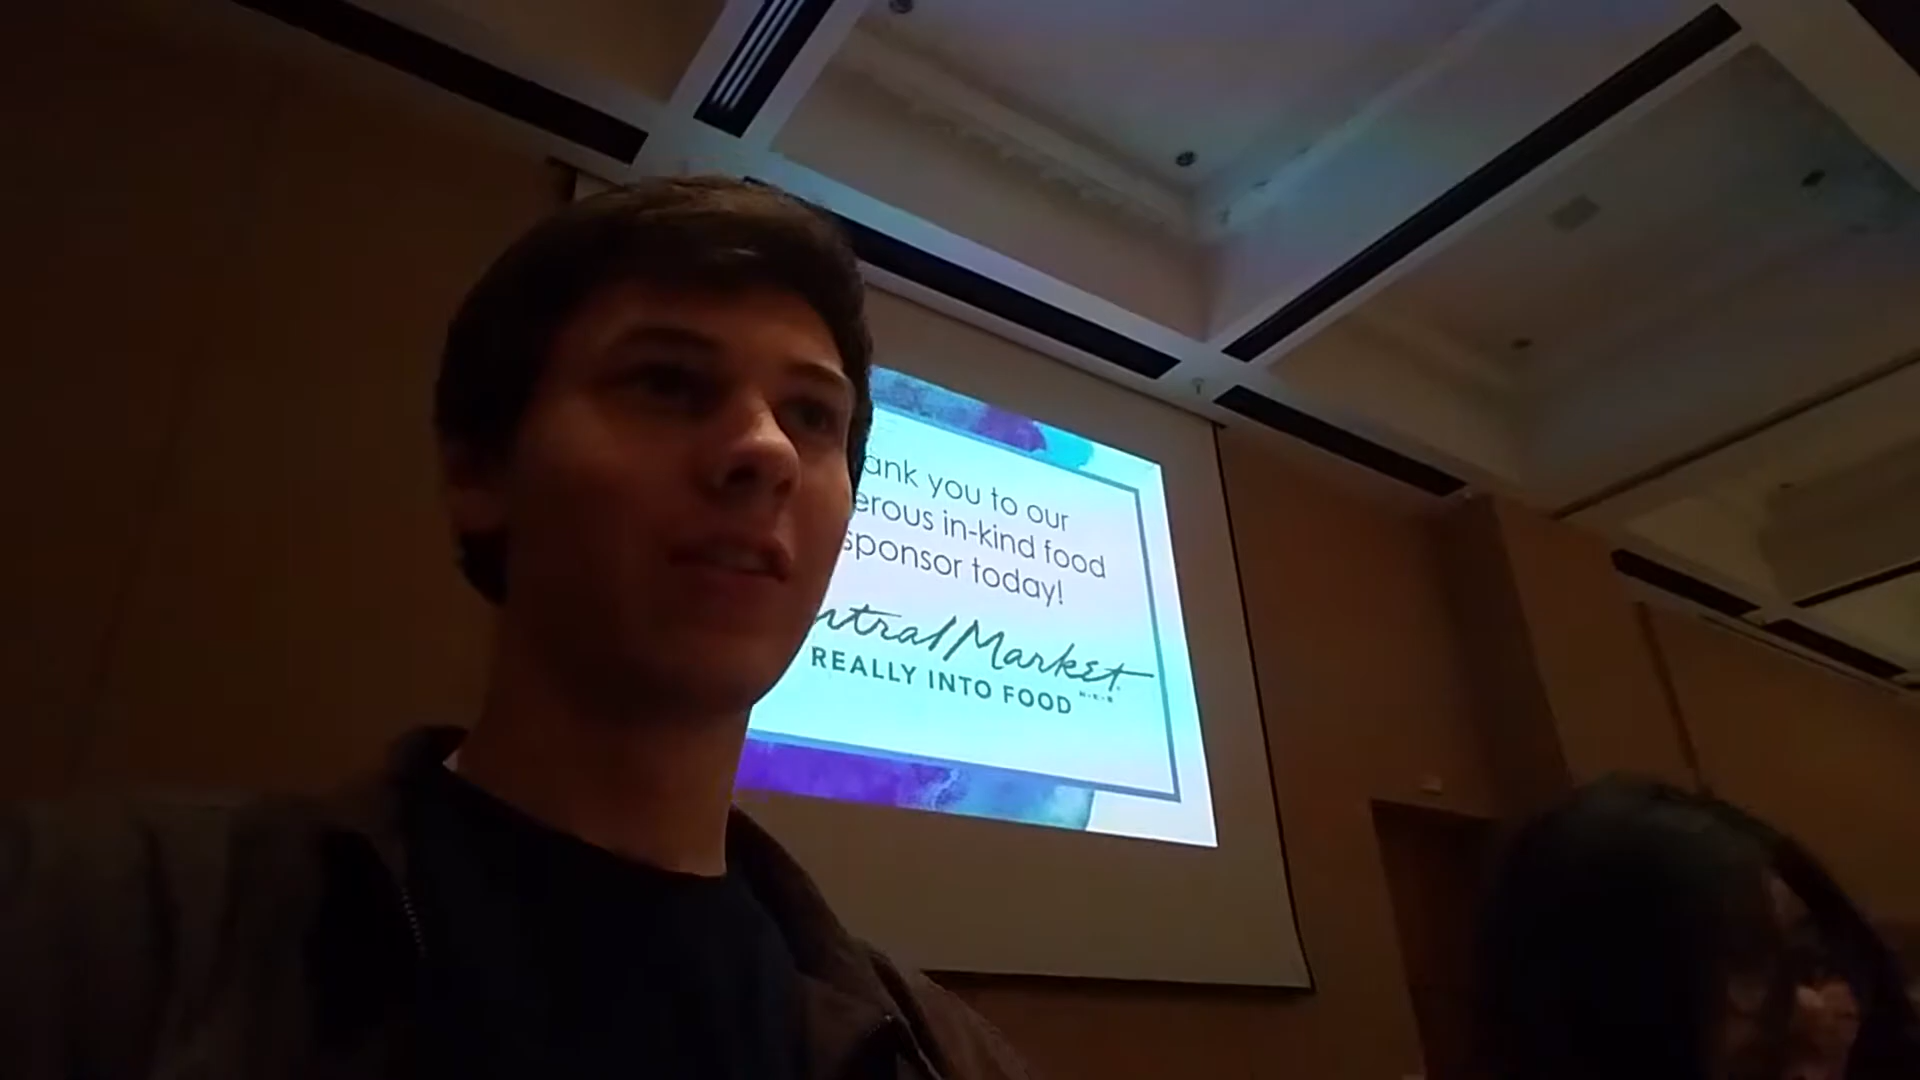 ank you to our
erous in-kind food
sponsor today!
ntral Market
REALLY INTO FOOD
H-E-B